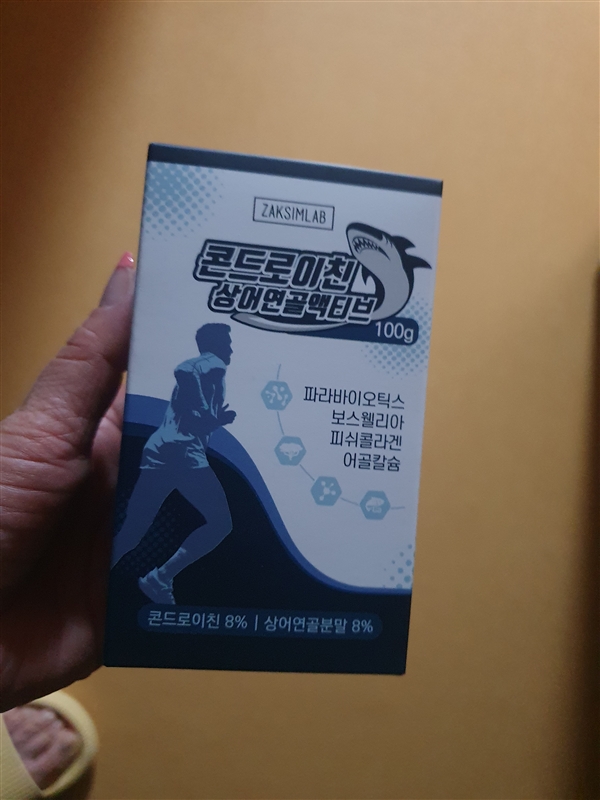 ZAKSIMLAB
콘드로이친
상어연골액티브
100g
파라바이오틱스
보스웰리아
피쉬콜라겐
어골칼슘
콘드로이친 8% | 상어연골분말 8%